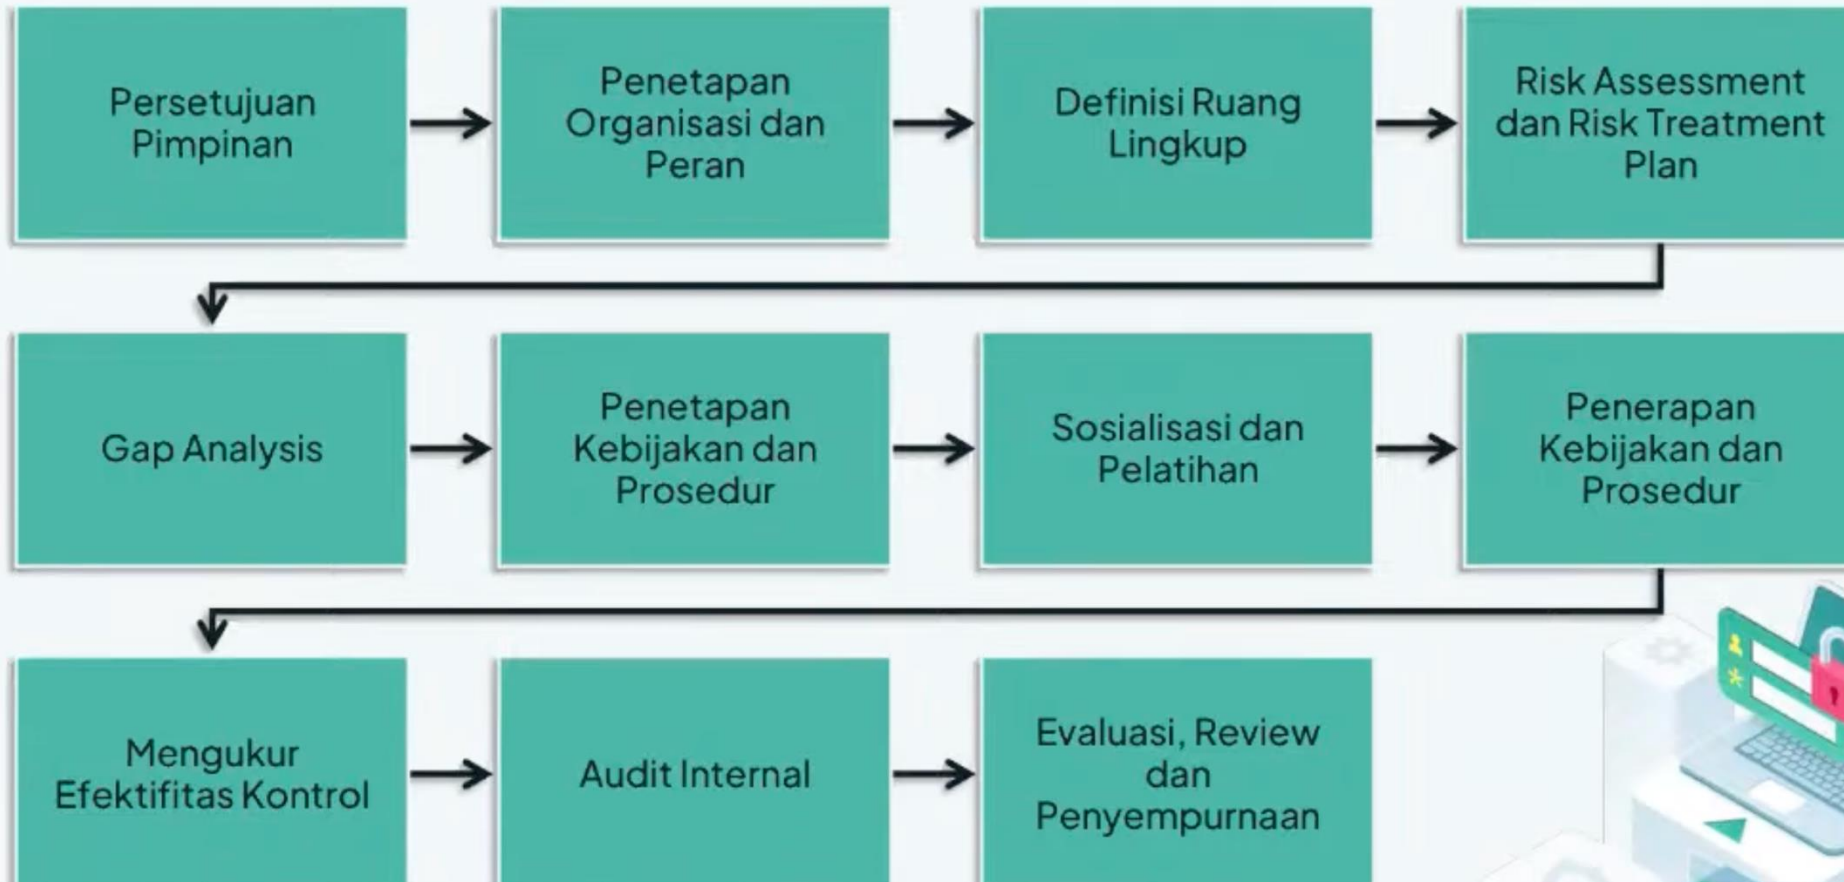 Persetujuan
Pimpinan
Penetapan
Organisasi dan
Peran
Definisi Ruang
Lingkup
Risk Assessment
dan Risk Treatment
Plan
Gap Analysis
Penetapan
Kebijakan dan
Prosedur
Sosialisasi dan
Pelatihan
Penerapan
Kebijakan dan
Prosedur
Mengukur
Efektifitas Kontrol
Audit Internal
Evaluasi, Review
dan
Penyempurnaan